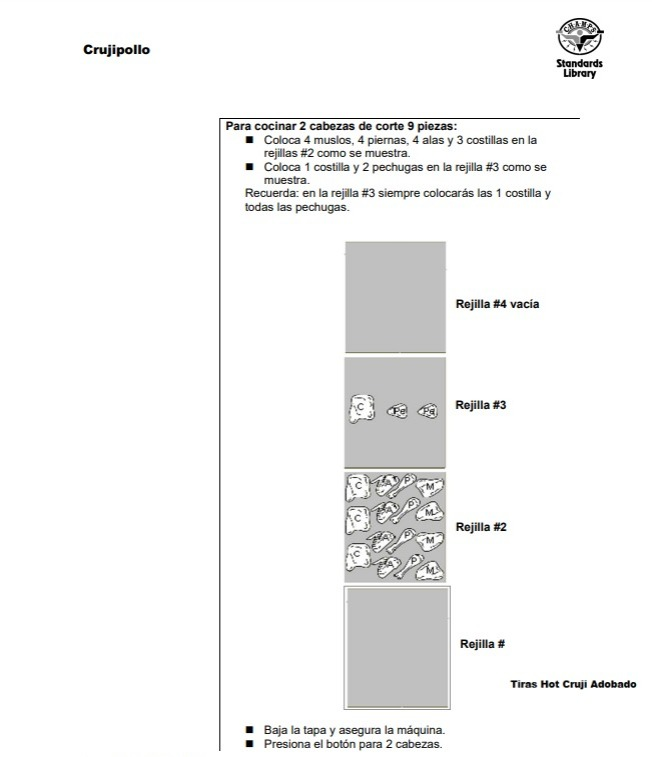 CHAMPS
Crujipollo
Standards
Library
Para cocinar 2 cabezas de corte 9 piezas:
■ Coloca 4 muslos, 4 piernas, 4 alas y 3 costillas en la
rejillas #2 como se muestra.
■ Coloca 1 costilla y 2 pechugas en la rejilla #3 como se
muestra.
Recuerda: en la rejilla #3 siempre colocarás las 1 costilla y
todas las pechugas.
Rejilla #4 vacía
C Pe Pe
Rejilla #3
C A P M
C A P M
Rejilla #2
A P M
C A P M
Rejilla #
Tiras Hot Cruji Adobado
■ Baja la tapa y asegura la máquina.
■ Presiona el botón para 2 cabezas.